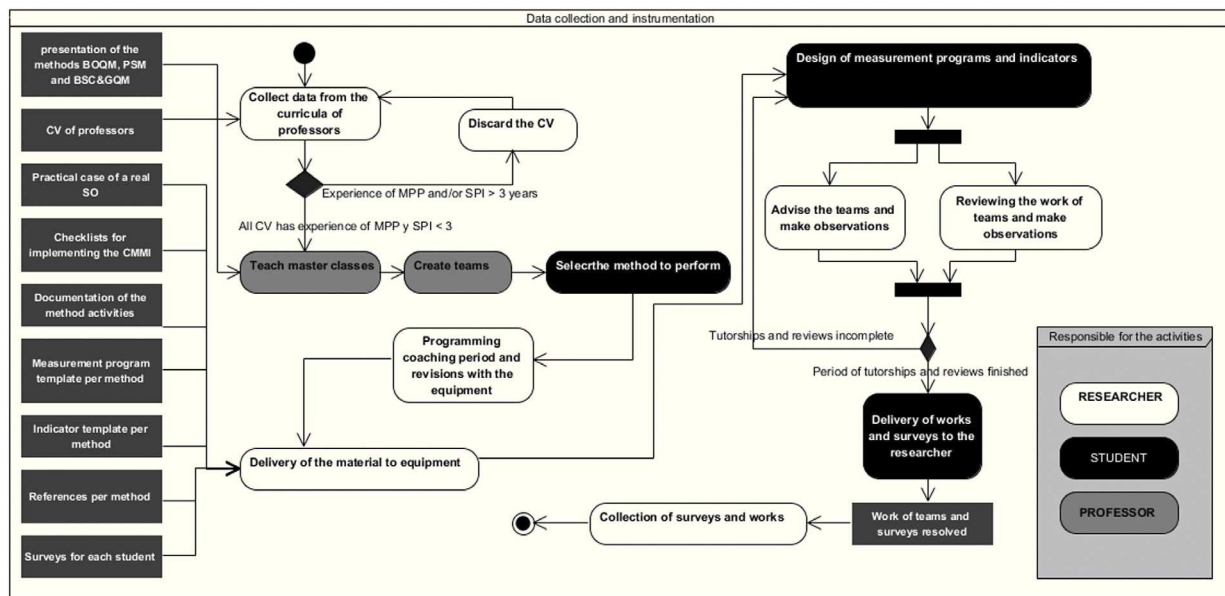 Data collection and instrumentation
presentation of the
methods BOQM, PSM
and BSC&GQM
CV of professors
Practical case of a real
SO
Checklists for
implementing the CMMI
Documentation of the
method activities
Measurement program
template per method
Indicator template per
method
References per method
Surveys for each student
Collect data from the
curricula of
professors
Discard the CV
Experience of MPP and/or SPI > 3 years
All CV has experience of MPP y SPI < 3
Teach master classes
Create teams
Selecrthe method to perform
Programming
coaching period and
revisions with the
equipment
Delivery of the material to equipment
Design of measurement programs and indicators
Advise the teams and
make observations
Reviewing the work of
teams and make
observations
Tutorships and reviews incomplete
Period of tutorships and reviews finished
Delivery of works
and surveys to the
researcher
Work of teams and
surveys resolved
Collection of surveys and works
Responsible for the activities
RESEARCHER
STUDENT
PROFESSOR